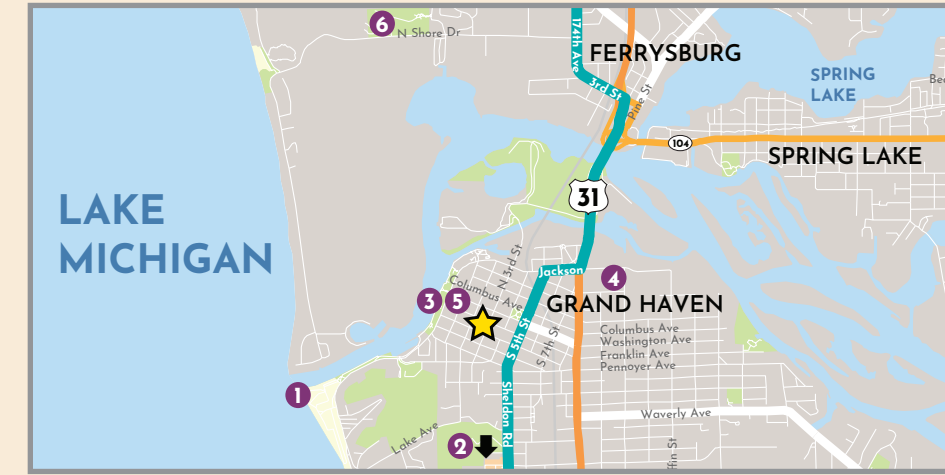 6
N Shore Dr
174th Ave
FERRYSBURG
3rd St
Pine St
SPRING
LAKE
104
SPRING LAKE
LAKE
MICHIGAN
31
N 3rd St
Jackson
4
Columbus Ave
3 5
GRAND HAVEN
S 5th St
S 7th St
Columbus Ave
Washington Ave
Franklin Ave
Pennoyer Ave
1
Sheldon Rd
Waverly Ave
Lake Ave
2